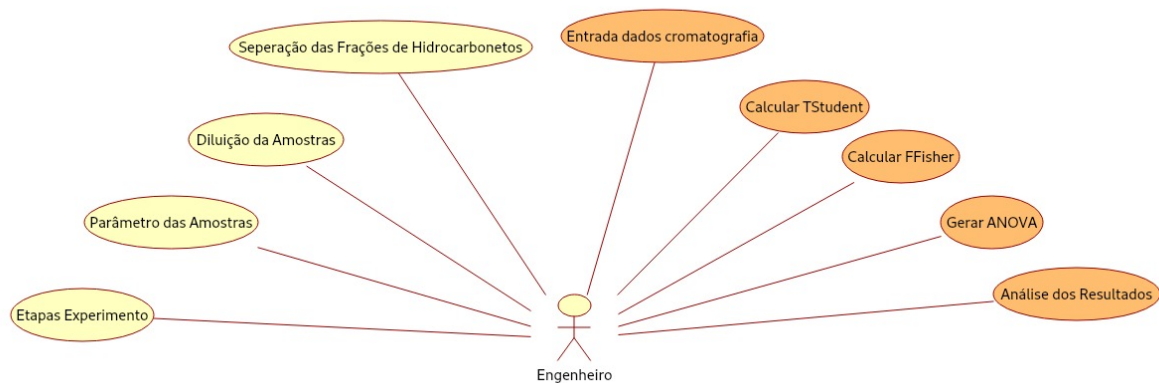 Seperação das Frações de Hidrocarbonetos
Entrada dados cromatografia
Calcular TStudent
Diluição da Amostras
Calcular FFisher
Parâmetro das Amostras
Gerar ANOVA
Análise dos Resultados
Etapas Experimento
Engenheiro